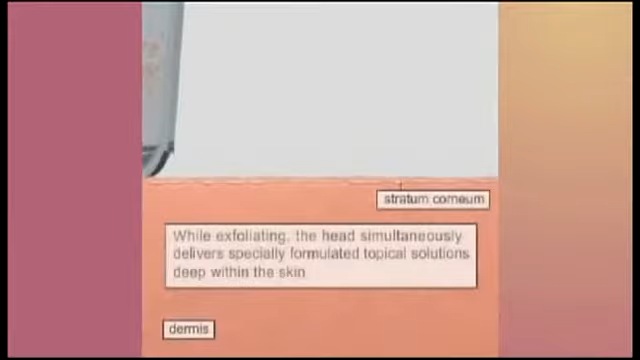 stratum corneum
While exfoliating, the head simultaneously
delivers specially formulated topical solutions
deep within the skin
dermis